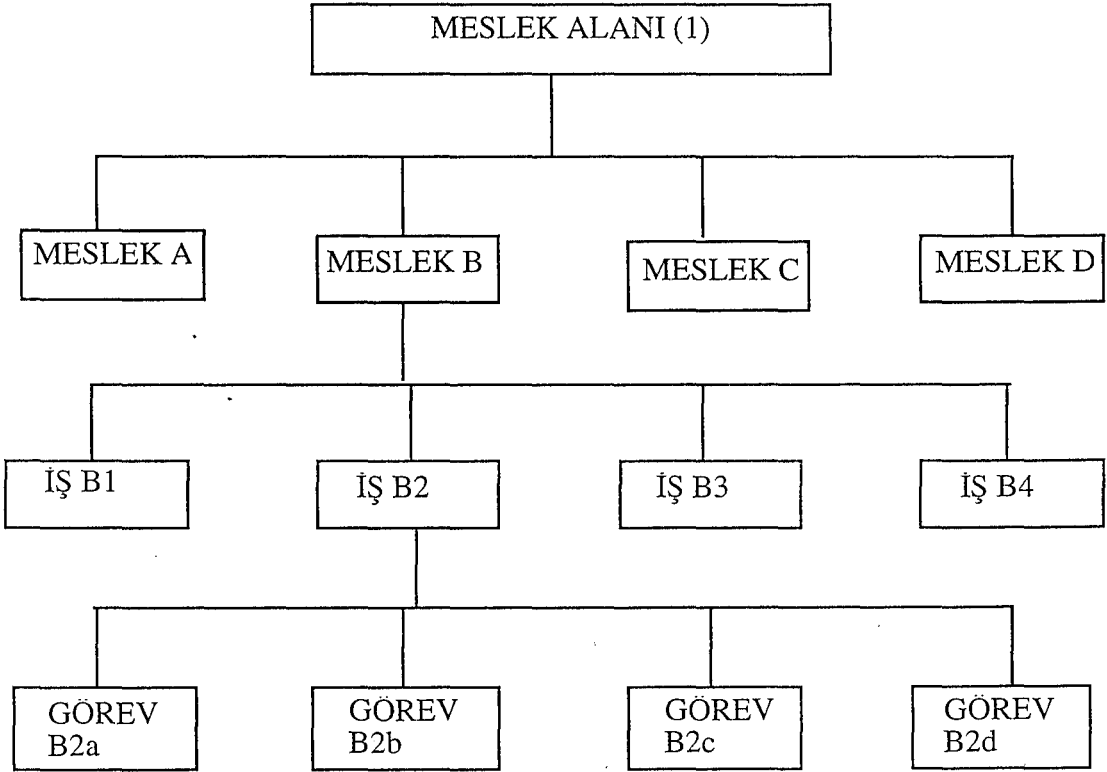 MESLEK ALANI (1)
MESLEK A
MESLEK B
MESLEK C
MESLEK D
İŞ B1
İŞ B2
İŞ B3
İŞ B4
GÖREV
B2a
GÖREV
B2b
GÖREV
B2c
GÖREV
B2d